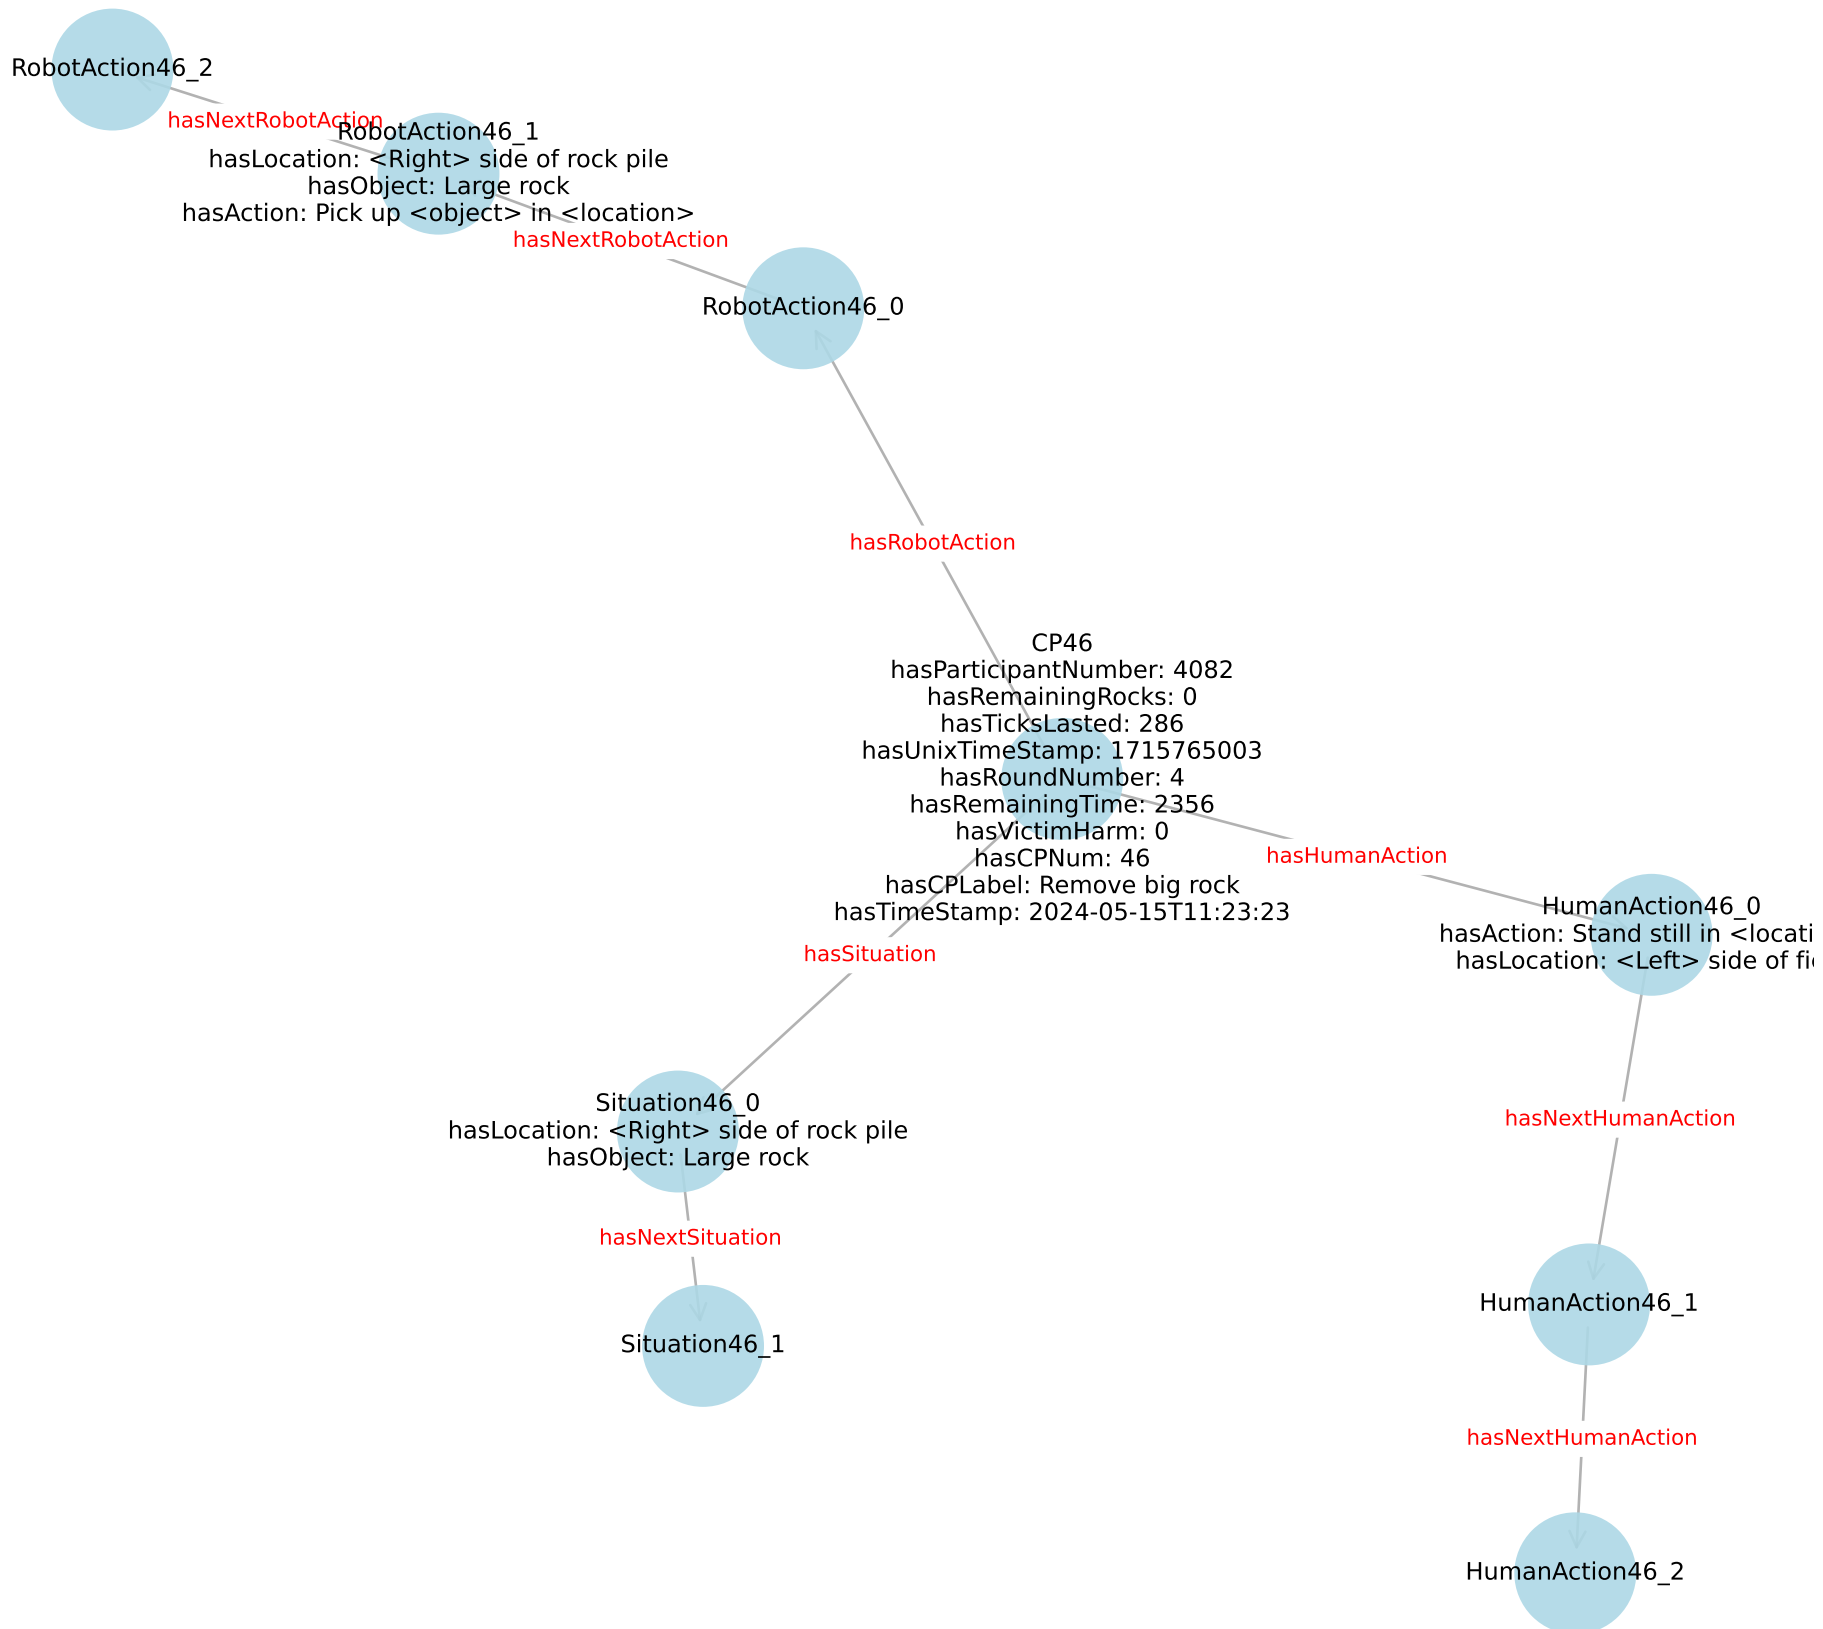 RobotAction46_2
hasNextRobotAction
RobotAction46_1
hasLocation: <Right> side of rock pile
hasObject: Large rock
hasAction: Pick up <object> in <location>
hasNextRobotAction
RobotAction46_0
hasRobotAction
CP46
hasParticipantNumber: 4082
hasRemainingRocks: 0
hasTicksLasted: 286
hasUnixTimeStamp: 1715765003
hasRoundNumber: 4
hasRemainingTime: 2356
hasVictimHarm: 0
hasCPNum: 46
hasCPLabel: Remove big rock
hasTimeStamp: 2024-05-15T11:23:23
hasHumanAction
HumanAction46_0
hasAction: Stand still in <locati
hasLocation: <Left> side of fi
hasSituation
Situation46_0
hasLocation: <Right> side of rock pile
hasObject: Large rock
hasNextHumanAction
hasNextSituation
HumanAction46_1
Situation46_1
hasNextHumanAction
HumanAction46_2